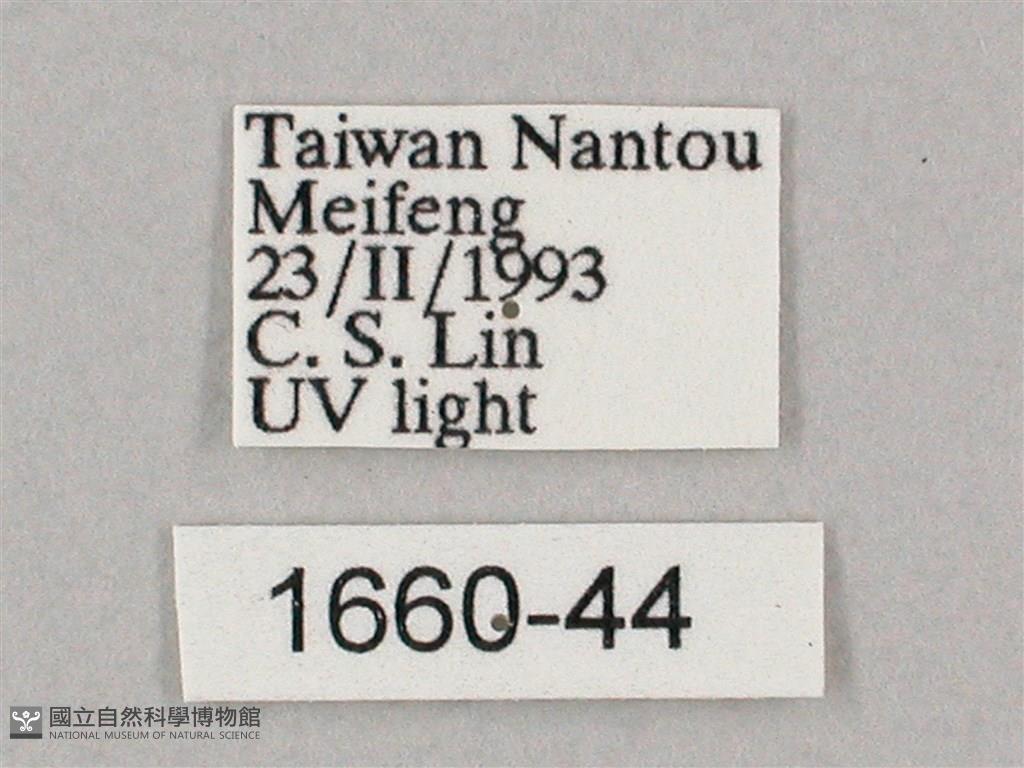 Taiwan Nantou
Meifeng
23/II/1993
C. S. Lin
UV light
1660-44
國立自然科學博物館
NATIONAL MUSEUM OF NATURAL SCIENCE